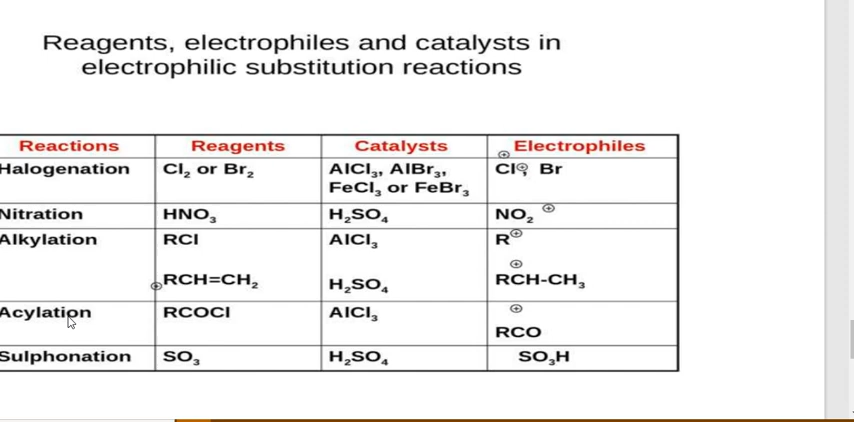 Reagents, electrophiles and catalysts in
electrophilic substitution reactions
Reactions Reagents Catalysts Electrophiles
Halogenation Cl₂ or Br₂ AlCl₃, AlBr₃, Cl⊕, Br⊕
FeCl₃ or FeBr₃
Nitration HNO₃ H₂SO₄ NO₂⊕
Alkylation RCl AlCl₃ R⊕
⊕
RCH=CH₂ H₂SO₄ RCH-CH₃
⊕
Acylation RCOCl AlCl₃ ⊕
RCO
Sulphonation SO₃ H₂SO₄ SO₃H